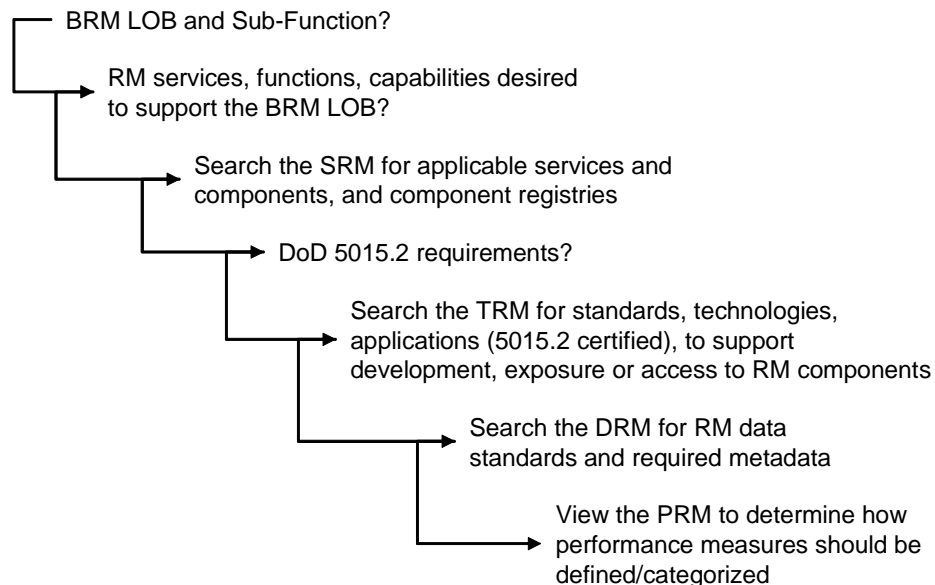 BRM LOB and Sub-Function?
RM services, functions, capabilities desired
to support the BRM LOB?
Search the SRM for applicable services and
components, and component registries
DoD 5015.2 requirements?
Search the TRM for standards, technologies,
applications (5015.2 certified), to support
development, exposure or access to RM components
Search the DRM for RM data
standards and required metadata
View the PRM to determine how
performance measures should be
defined/categorized